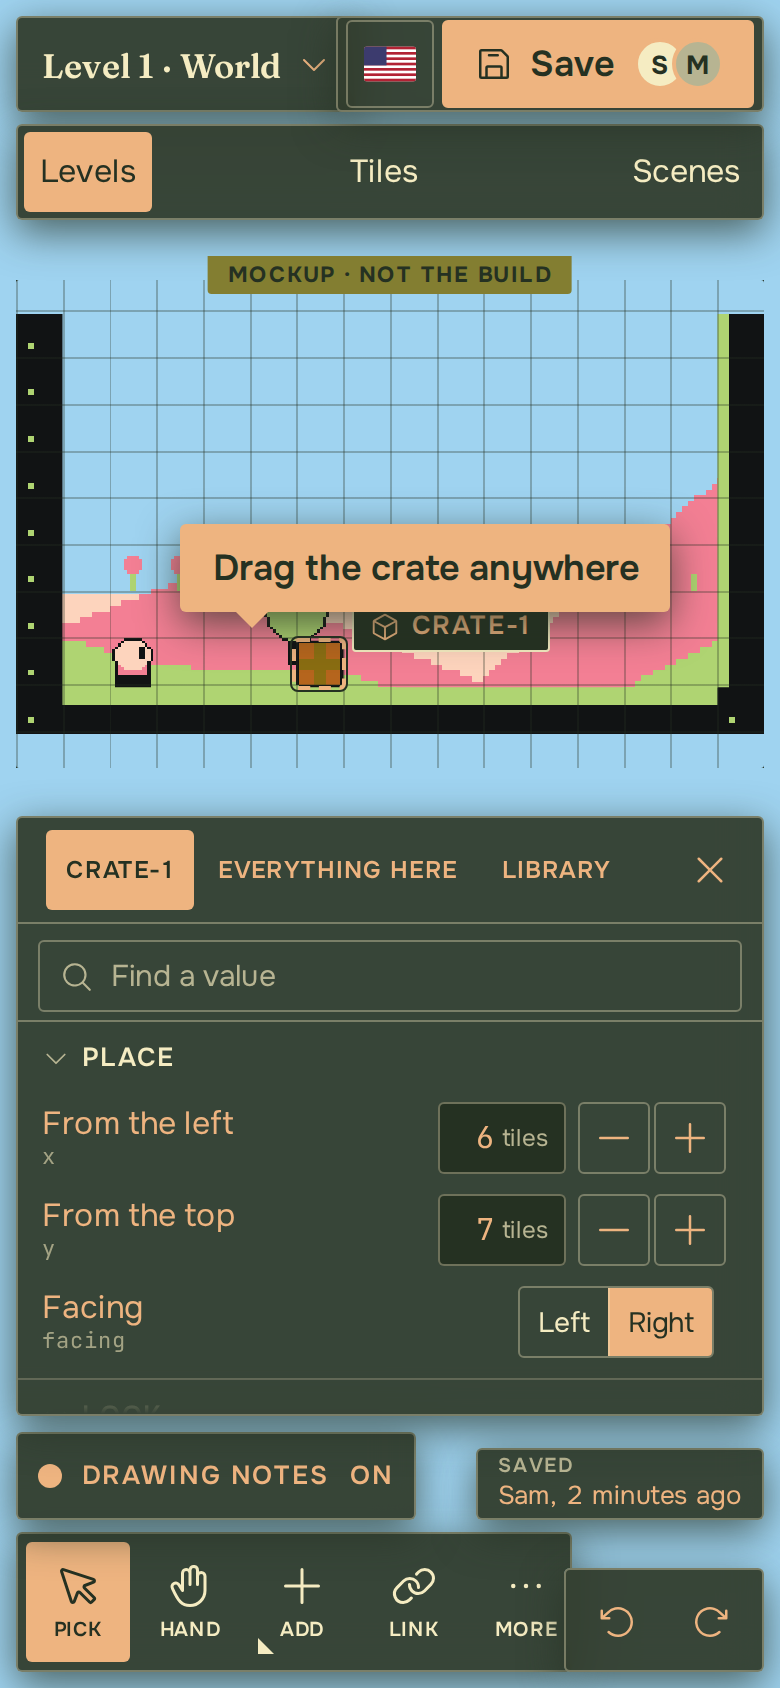 Level 1 · World
Save
S
M
Levels
Tiles
Scenes
MOCKUP · NOT THE BUILD
Drag the crate anywhere
CRATE-1
CRATE-1
EVERYTHING HERE
LIBRARY
Find a value
PLACE
From the left
x
6 tiles
From the top
y
7 tiles
Facing
facing
Left
Right
DRAWING NOTES ON
SAVED
Sam, 2 minutes ago
PICK
HAND
ADD
LINK
MORE